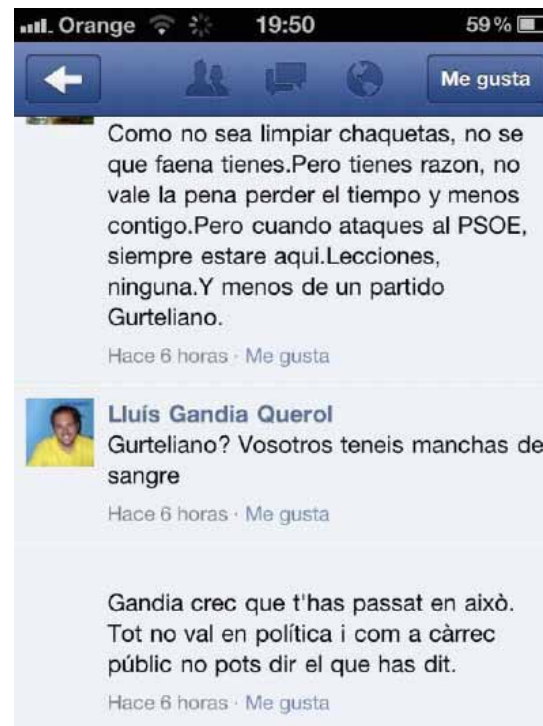 Orange 19:50 59 %
Me gusta
Como no sea limpiar chaquetas, no se
que faena tienes.Pero tienes razon, no
vale la pena perder el tiempo y menos
contigo.Pero cuando ataques al PSOE,
siempre estare aqui.Lecciones,
ninguna.Y menos de un partido
Gurteliano.
Hace 6 horas · Me gusta
Lluís Gandia Querol
Gurteliano? Vosotros teneis manchas de
sangre
Hace 6 horas · Me gusta
Gandia crec que t'has passat en això.
Tot no val en política i com a càrrec
públic no pots dir el que has dit.
Hace 6 horas · Me gusta